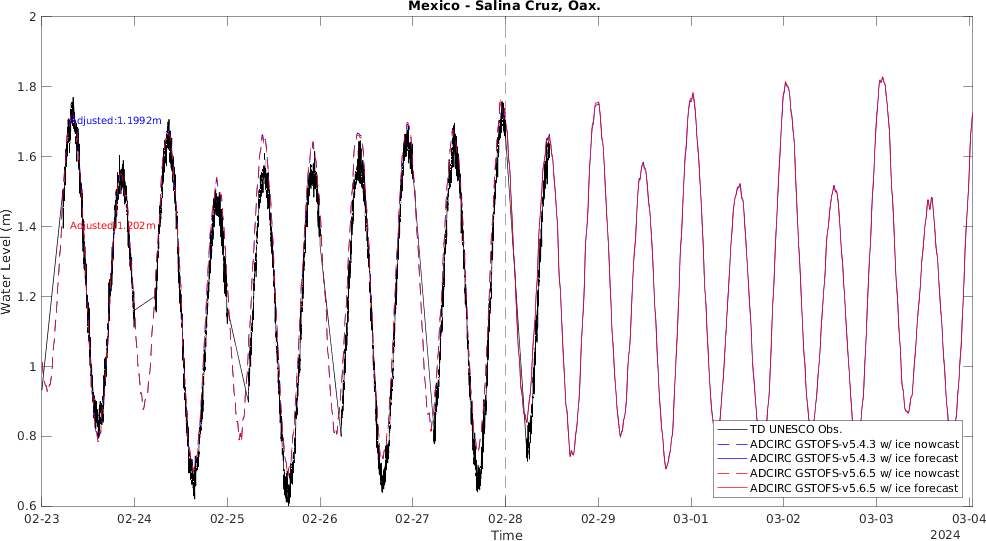 Mexico - Salina Cruz, Oax.
2
1.8
1.6
1.4
1.2
1
0.8
0.6
Water Level (m)
Adjusted:1.1992m
Adjusted:1.202m
TD UNESCO Obs.
ADCIRC GSTOFS-v5.4.3 w/ ice nowcast
ADCIRC GSTOFS-v5.4.3 w/ ice forecast
ADCIRC GSTOFS-v5.6.5 w/ ice nowcast
ADCIRC GSTOFS-v5.6.5 w/ ice forecast
02-23 02-24 02-25 02-26 02-27 02-28 02-29 03-01 03-02 03-03 03-04
Time
2024